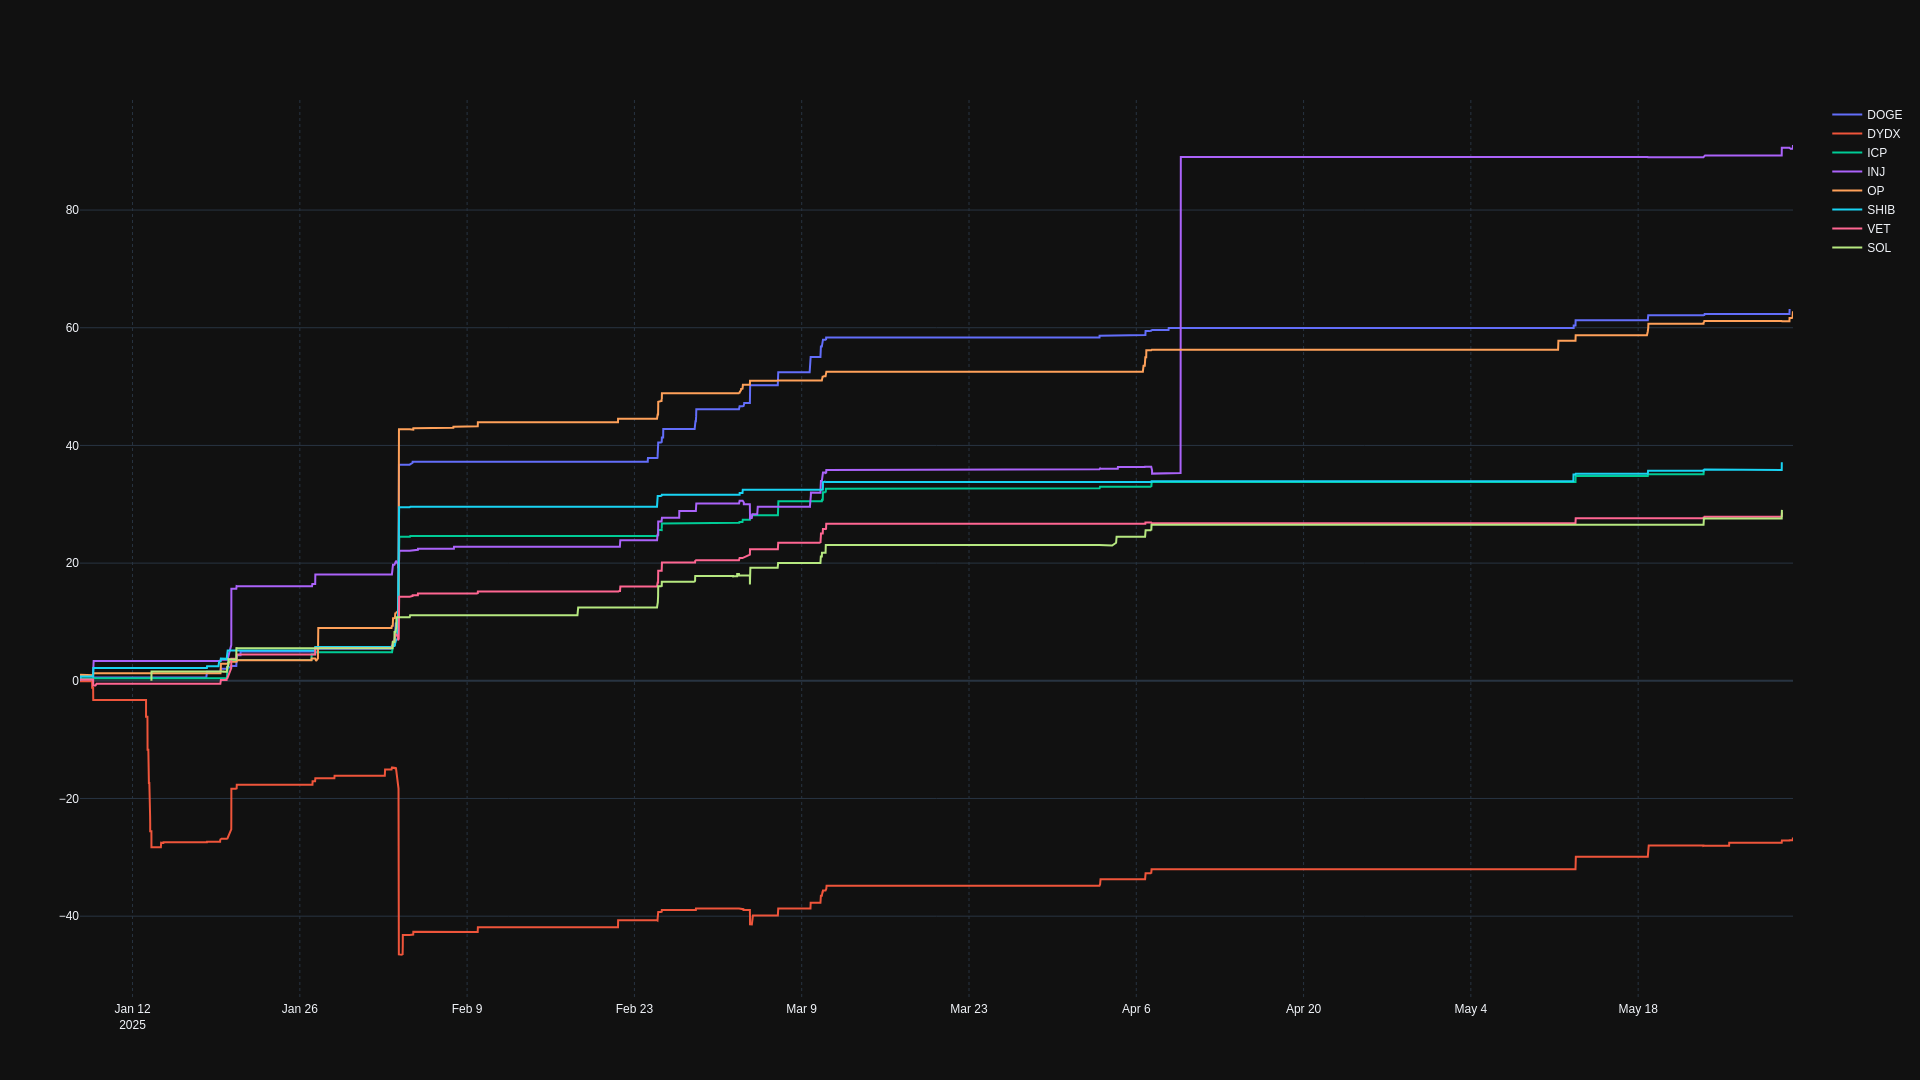 DOGE
DYDX
ICP
INJ
OP
SHIB
VET
SOL
80
60
40
20
0
−20
−40
Jan 12
2025
Jan 26
Feb 9
Feb 23
Mar 9
Mar 23
Apr 6
Apr 20
May 4
May 18